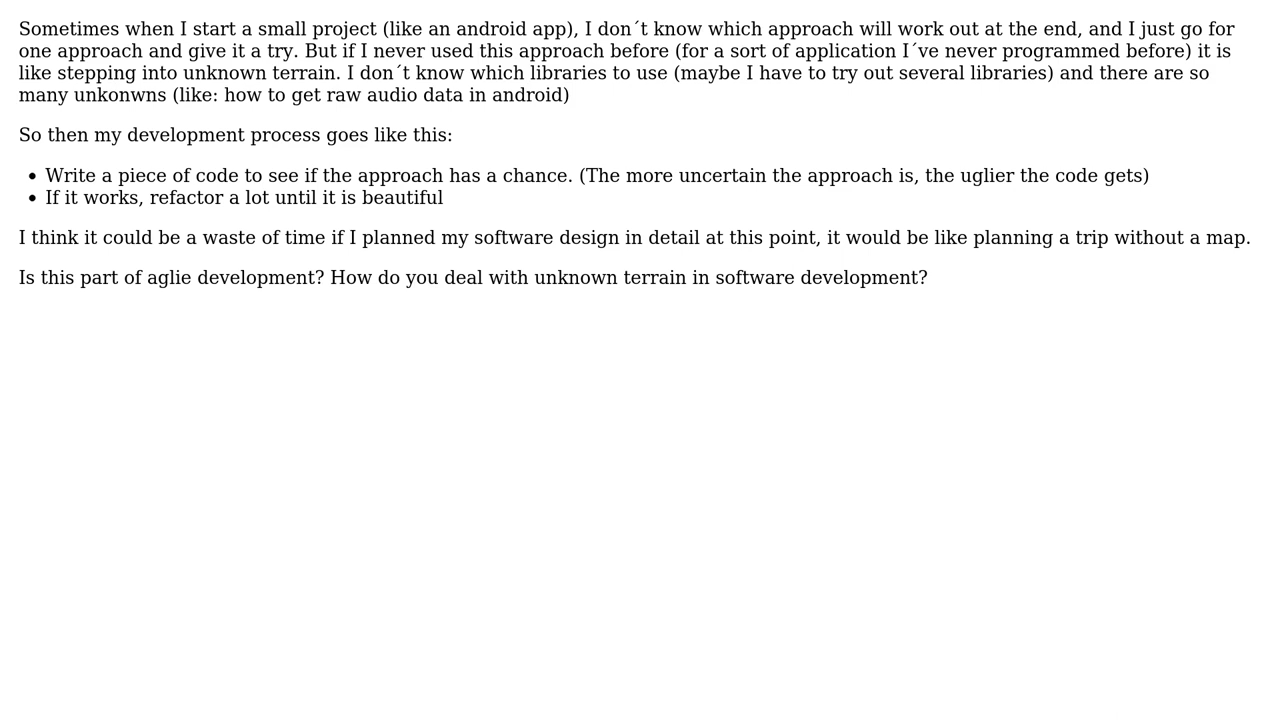 Sometimes when I start a small project (like an android app), I don´t know which approach will work out at the end, and I just go for
one approach and give it a try. But if I never used this approach before (for a sort of application I´ve never programmed before) it is
like stepping into unknown terrain. I don´t know which libraries to use (maybe I have to try out several libraries) and there are so
many unkonwns (like: how to get raw audio data in android)
So then my development process goes like this:
• Write a piece of code to see if the approach has a chance. (The more uncertain the approach is, the uglier the code gets)
• If it works, refactor a lot until it is beautiful
I think it could be a waste of time if I planned my software design in detail at this point, it would be like planning a trip without a map.
Is this part of aglie development? How do you deal with unknown terrain in software development?